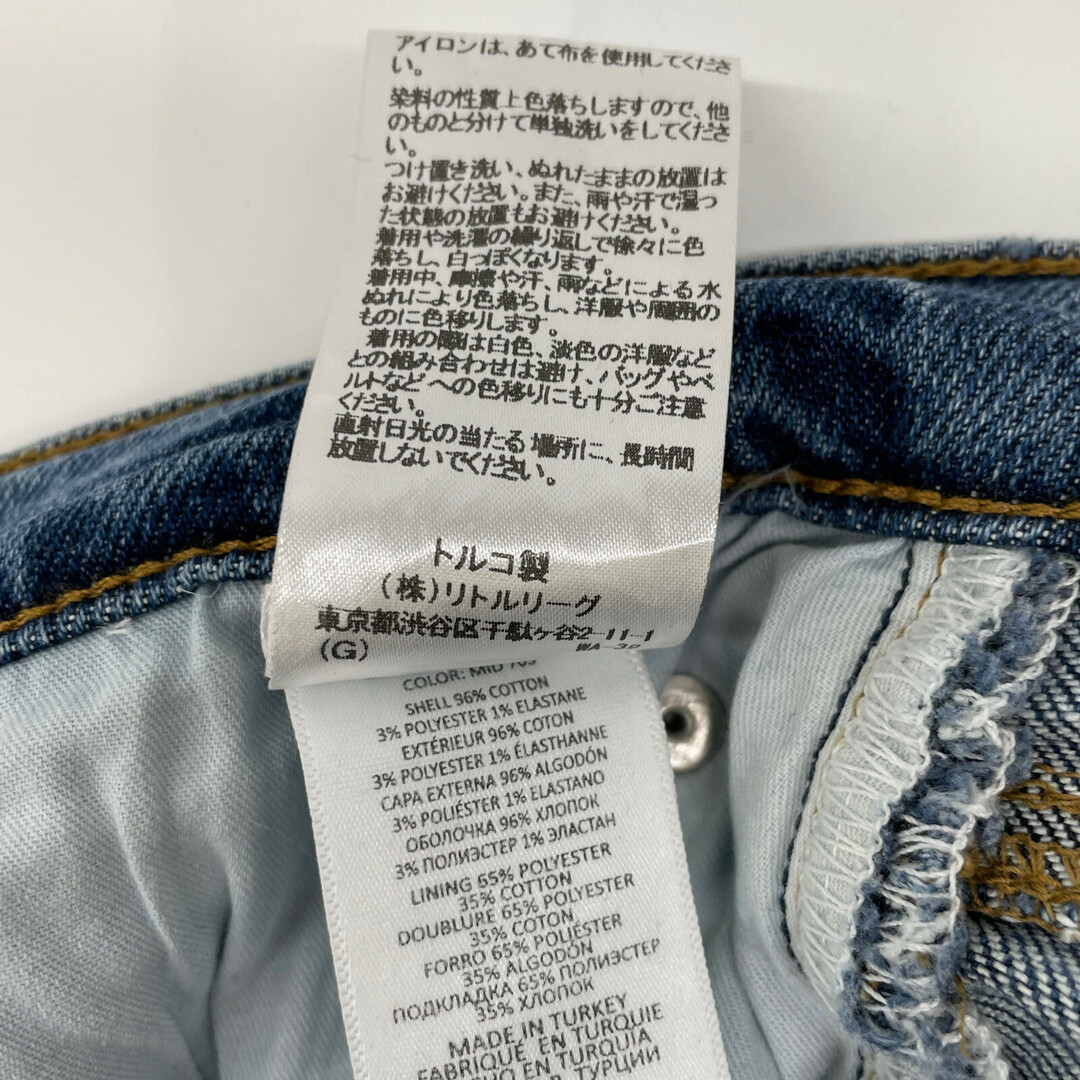 アイロンは、あて布を使用してくださ
い。
染料の性質上色落ちしますので、他
のものと分けて単独洗いをしてくださ
い。
つけ置き洗い、ぬれたままの放置は
お避けください。また、雨や汗で湿っ
た状態の放置もお避けください。
着用や洗濯の繰り返しで徐々に色
落ちし、白っぽくなります。
着用中、摩擦や汗、雨などによる水
ぬれにより色落ちし、洋服や周囲の
ものに色移りします。
着用の際は白色、淡色の洋服など
との組み合わせは避け、バッグやベ
ルトなどへの色移りにも十分ご注意
ください。
直射日光の当たる場所に、長時間
放置しないでください。
トルコ製
(株)リトルリーグ
東京都渋谷区千駄ヶ谷2-11-1
(G) WA-30
COLOR: MID 705
SHELL 96% COTTON
3% POLYESTER 1% ELASTANE
EXTÉRIEUR 96% COTON
3% POLYESTER 1% ÉLASTHANNE
CAPA EXTERNA 96% ALGODÓN
3% POLIÉSTER 1% ELASTANO
ОБОЛОЧКА 96% ХЛОПОК
3% ПОЛИЭСТЕР 1% ЭЛАСТАН
LINING 65% POLYESTER
35% COTTON
DOUBLURE 65% POLYESTER
35% COTON
FORRO 65% POLIÉSTER
35% ALGODÓN
ПОДКЛАДКА 65% ПОЛИЭСТЕР
35% ХЛОПОК
MADE IN TURKEY
FABRIQUÉ EN TURQUIE
EN TURQUIA
ТУРЦИИ